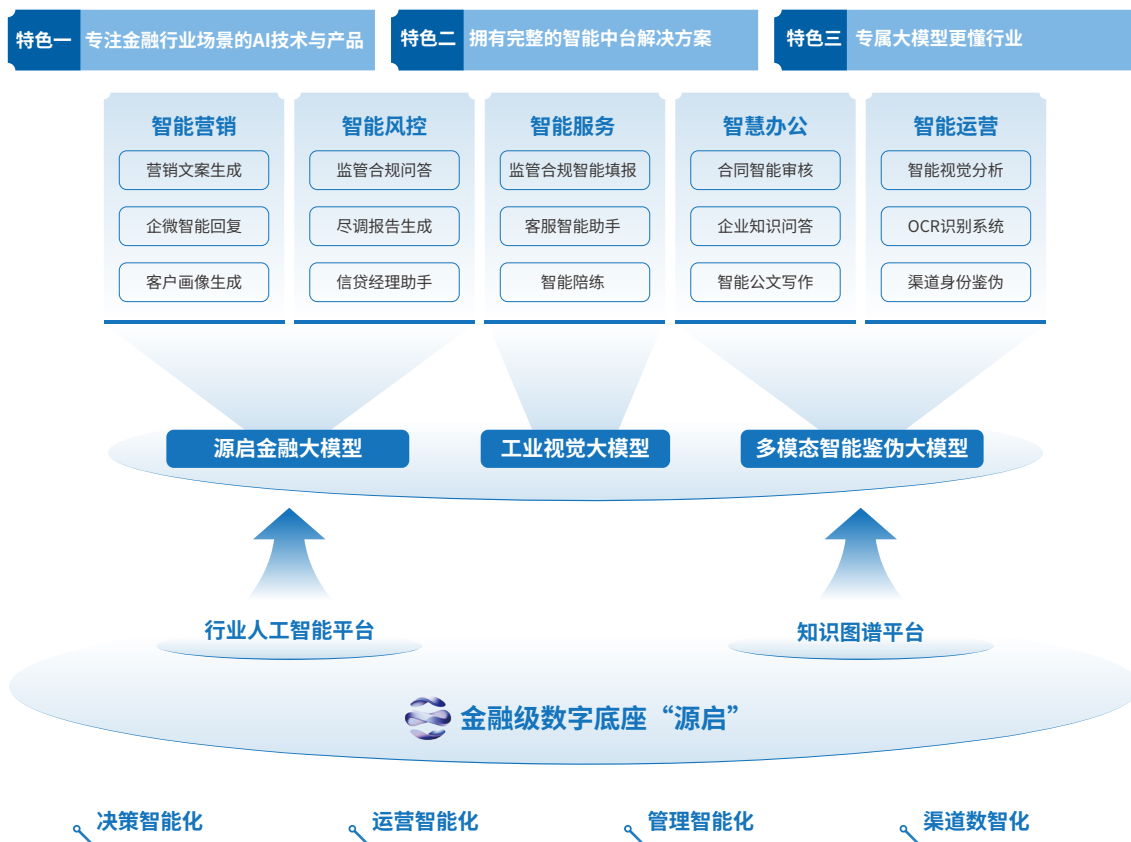 特色一 专注金融行业场景的AI技术与产品
特色二 拥有完整的智能中台解决方案
特色三 专属大模型更懂行业
智能营销
营销文案生成
企微智能回复
客户画像生成
智能风控
监管合规问答
尽调报告生成
信贷经理助手
智能服务
监管合规智能填报
客服智能助手
智能陪练
智慧办公
合同智能审核
企业知识问答
智能公文写作
智能运营
智能视觉分析
OCR识别系统
渠道身份鉴伪
源启金融大模型
工业视觉大模型
多模态智能鉴伪大模型
行业人工智能平台
知识图谱平台
金融级数字底座“源启”
决策智能化
运营智能化
管理智能化
渠道数智化